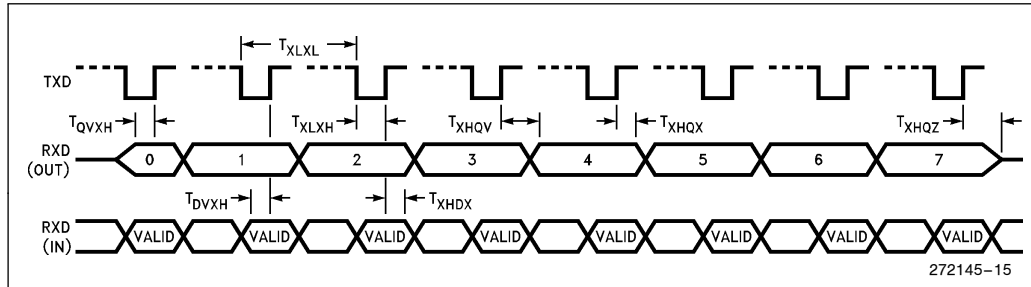 T_XLXL
TXD
T_QVXH T_XLXH T_XHQV T_XHQX T_XHQZ
RXD
(OUT)
0 1 2 3 4 5 6 7
T_DVXH T_XHDX
RXD
(IN)
VALID VALID VALID VALID VALID VALID VALID VALID
272145-15